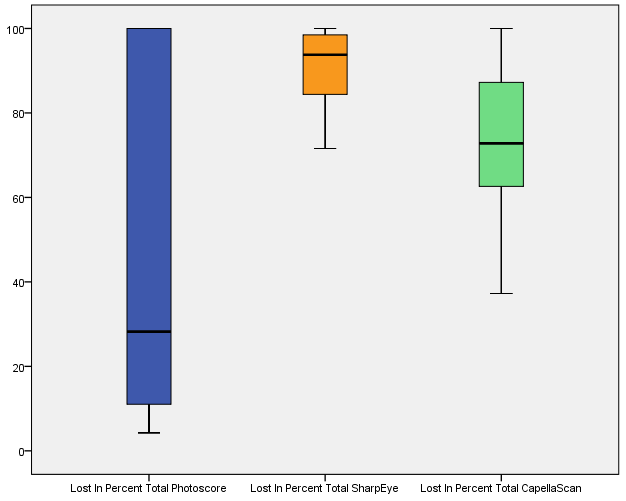 100
80
60
40
20
0
Lost In Percent Total Photoscore
Lost In Percent Total SharpEye
Lost In Percent Total CapellaScan